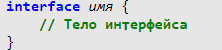 interface имя {
    // Тело интерфейса
}